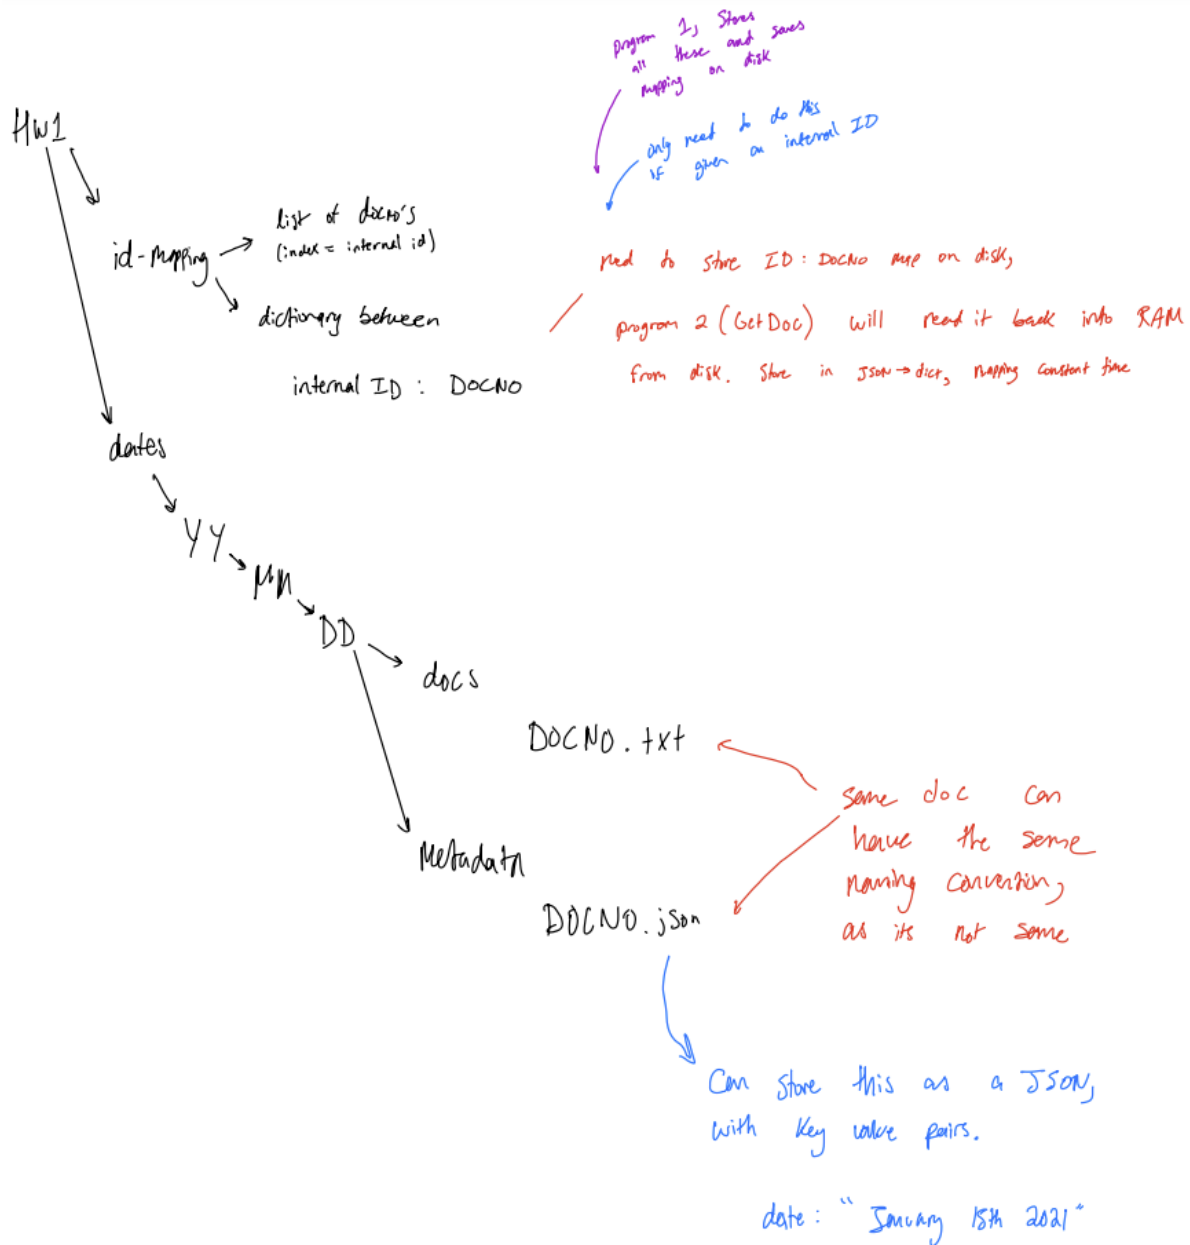 program 1, stores
all these and saves
mapping on disk
only need to do this
if given an internal ID
HW1
id-mapping
list of DOCNO's
(index = internal id)
dictionary between
internal ID : DOCNO
need to store ID : DOCNO map on disk,
program 2 (GetDoc) will read it back into RAM
from disk. Store in JSON → dict, mapping constant time
dates
YY
MM
DD
docs
DOCNO.txt
same doc can
have the same
naming convention,
as its not same
Metadata
DOCNO.json
Can store this as a JSON,
with key value pairs.
date: "January 15th 2021"